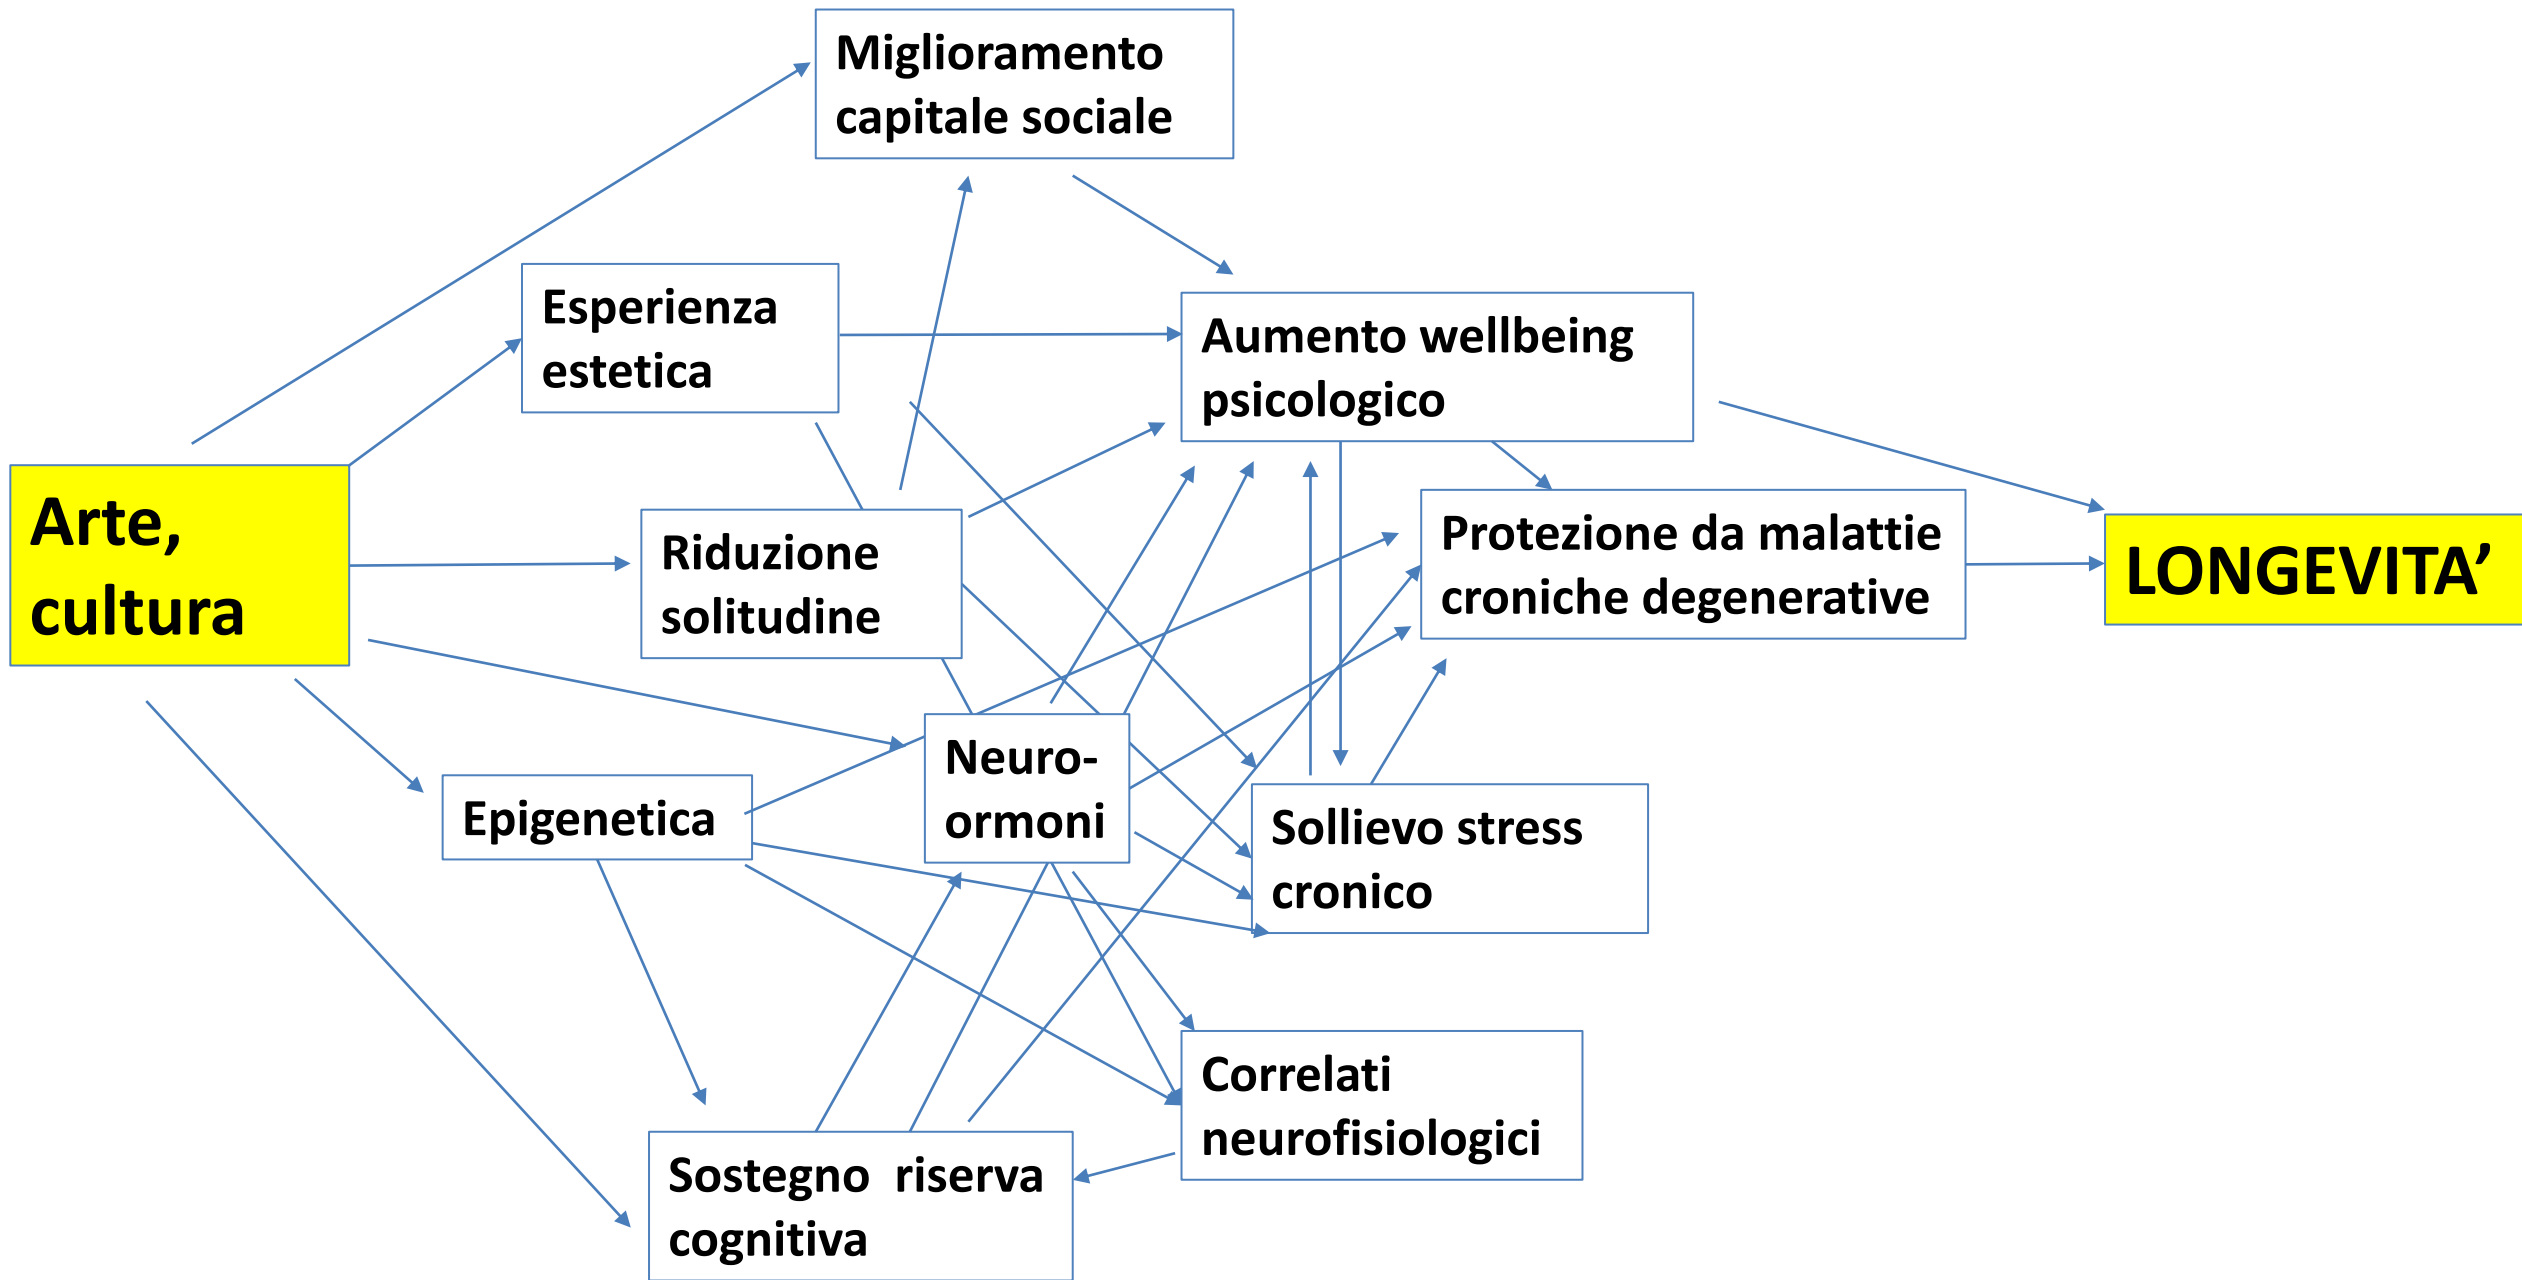 Miglioramento
capitale sociale
Esperienza
estetica
Aumento wellbeing
psicologico
Arte,
cultura
Riduzione
solitudine
Protezione da malattie
croniche degenerative
LONGEVITA’
Neuro-
ormoni
Epigenetica
Sollievo stress
cronico
Correlati
neurofisiologici
Sostegno  riserva
cognitiva